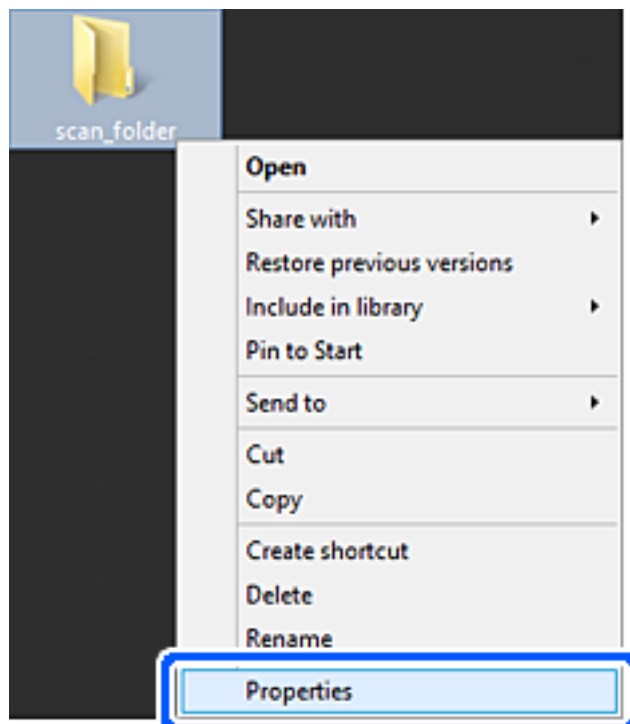 scan_folder
Open
Share with
Restore previous versions
Include in library
Pin to Start
Send to
Cut
Copy
Create shortcut
Delete
Rename
Properties